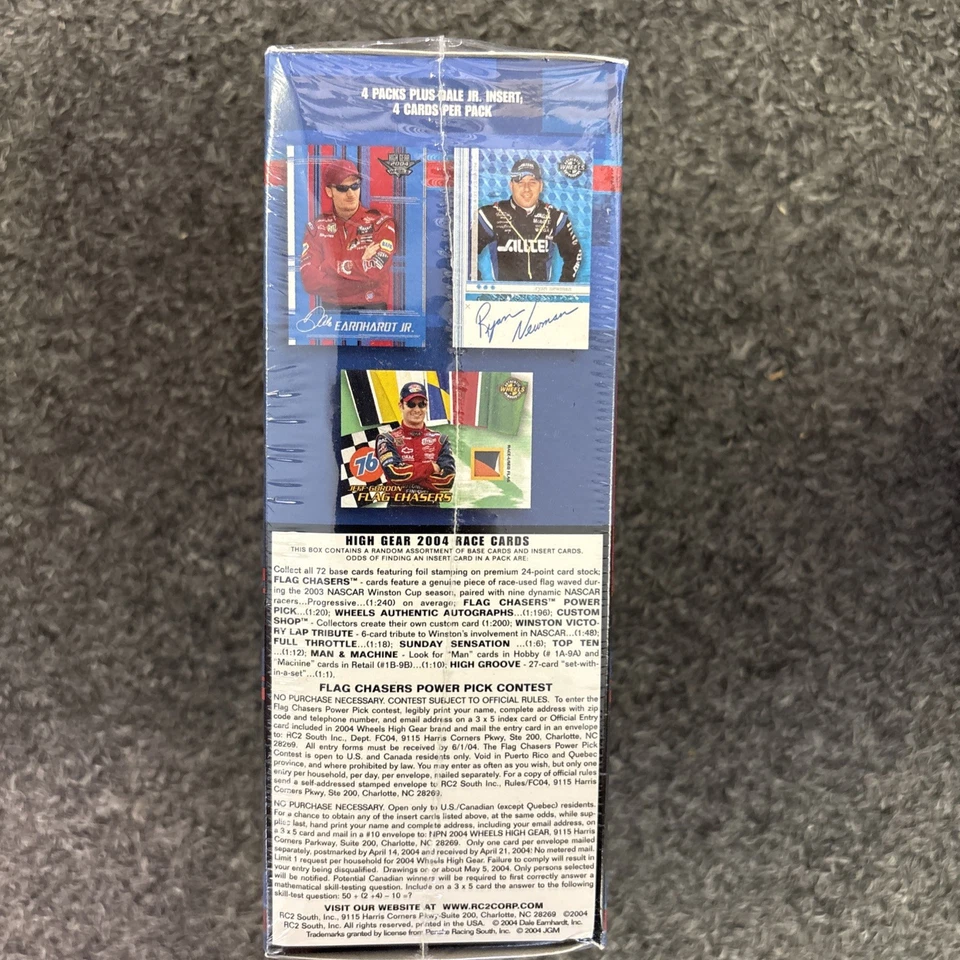 4 PACKS PLUS DALE JR. INSERT;
4 CARDS PER PACK
HIGH GEAR
2004
WHEELS
ALLTEL
Dale EARNHARDT JR.
RYAN NEWMAN
Ryan Newman
WHEELS
76
RACE-USED FLAG
JEFF GORDON
FLAG CHASERS
HIGH GEAR 2004 RACE CARDS
THIS BOX CONTAINS A RANDOM ASSORTMENT OF BASE CARDS AND INSERT CARDS.
ODDS OF FINDING AN INSERT CARD IN A PACK ARE:
Collect all 72 base cards featuring foil stamping on premium 24-point card stock;
FLAG CHASERS™ - cards feature a genuine piece of race-used flag waved dur-
ing the 2003 NASCAR Winston Cup season, paired with nine dynamic NASCAR
racers...Progressive...(1:240) on average; FLAG CHASERS™ POWER
PICK...(1:20); WHEELS AUTHENTIC AUTOGRAPHS...(1:196); CUSTOM
SHOP™ - Collectors create their own custom card (1:200); WINSTON VICTO-
RY LAP TRIBUTE - 6-card tribute to Winston's involvement in NASCAR...(1:48);
FULL THROTTLE...(1:18); SUNDAY SENSATION ...(1:6); TOP TEN
...(1:12); MAN & MACHINE - Look for "Man" cards in Hobby (# 1A-9A) and
"Machine" cards in Retail (#1B-9B)...(1:10); HIGH GROOVE - 27-card "set-with-
in-a-set"...(1:1).
FLAG CHASERS POWER PICK CONTEST
NO PURCHASE NECESSARY. CONTEST SUBJECT TO OFFICIAL RULES. To enter the
Flag Chasers Power Pick contest, legibly print your name, complete address with zip
code and telephone number, and email address on a 3 x 5 index card or Official Entry
card included in 2004 Wheels High Gear brand and mail the entry card in an envelope
to: RC2 South Inc., Dept. FC04, 9115 Harris Corners Pkwy, Ste 200, Charlotte, NC
28269. All entry forms must be received by 6/1/04. The Flag Chasers Power Pick
Contest is open to U.S. and Canada residents only. Void in Puerto Rico and Quebec
province, and where prohibited by law. You may enter as often as you wish, but only one
entry per household, per day, per envelope, mailed separately. For a copy of official rules
send a self-addressed stamped envelope to RC2 South Inc., Rules/FC04, 9115 Harris
Corners Pkwy, Ste 200, Charlotte, NC 28269.
NO PURCHASE NECESSARY. Open only to U.S./Canadian (except Quebec) residents.
For a chance to obtain any of the insert cards listed above, at the same odds, while sup-
plies last, hand print your name and complete address, including your email address, on
a 3 x 5 card and mail in a #10 envelope to: NPN 2004 WHEELS HIGH GEAR, 9115 Harris
Corners Parkway, Suite 200, Charlotte, NC 28269. Only one card per envelope mailed
separately, postmarked by April 14, 2004 and received by April 21, 2004. No metered mail.
Limit 1 request per household for 2004 Wheels High Gear. Failure to comply will result in
your entry being disqualified. Drawings on or about May 5, 2004. Only persons selected
will be notified. Potential Canadian winners will be required to first correctly answer a
mathematical skill-testing question. Include on a 3 x 5 card the answer to the following
skill-test question: 50 + (2 +4) – 10 =?
VISIT OUR WEBSITE AT WWW.RC2CORP.COM
RC2 South, Inc., 9115 Harris Corners Pkwy-Suite 200, Charlotte, NC 28269 ©2004
RC2 South, Inc. All rights reserved, printed in the USA. © 2004 Dale Earnhardt, Inc.
Trademarks granted by license from Porsche Racing South, Inc. © 2004 JGM